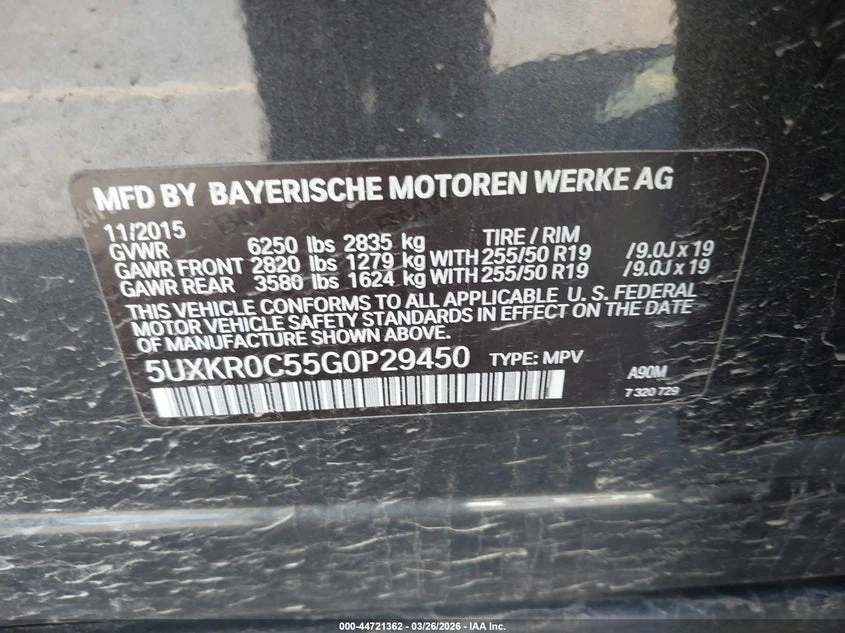 MFD BY BAYERISCHE MOTOREN WERKE AG
11/2015 TIRE / RIM
GVWR 6250 lbs 2835 kg
GAWR FRONT 2820 lbs 1279 kg WITH 255/50 R19 /9.0J x 19
GAWR REAR 3580 lbs 1624 kg WITH 255/50 R19 /9.0J x 19
THIS VEHICLE CONFORMS TO ALL APPLICABLE U. S. FEDERAL
MOTOR VEHICLE SAFETY STANDARDS IN EFFECT ON THE DATE
OF MANUFACTURE SHOWN ABOVE.
5UXKR0C55G0P29450 TYPE: MPV
A90M
7 320 729
000-44721362 - 03/26/2026 - IAA Inc.